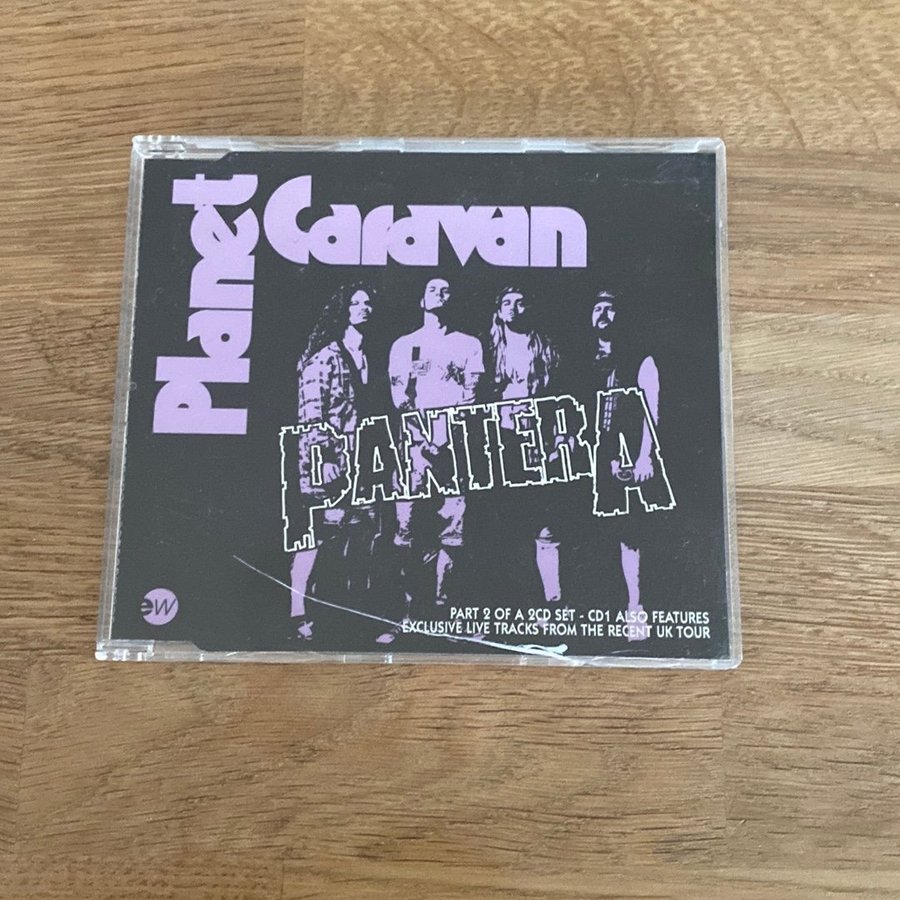 Planet
Caravan
PANTERA
ew
PART 2 OF A 2CD SET - CD1 ALSO FEATURES
EXCLUSIVE LIVE TRACKS FROM THE RECENT UK TOUR